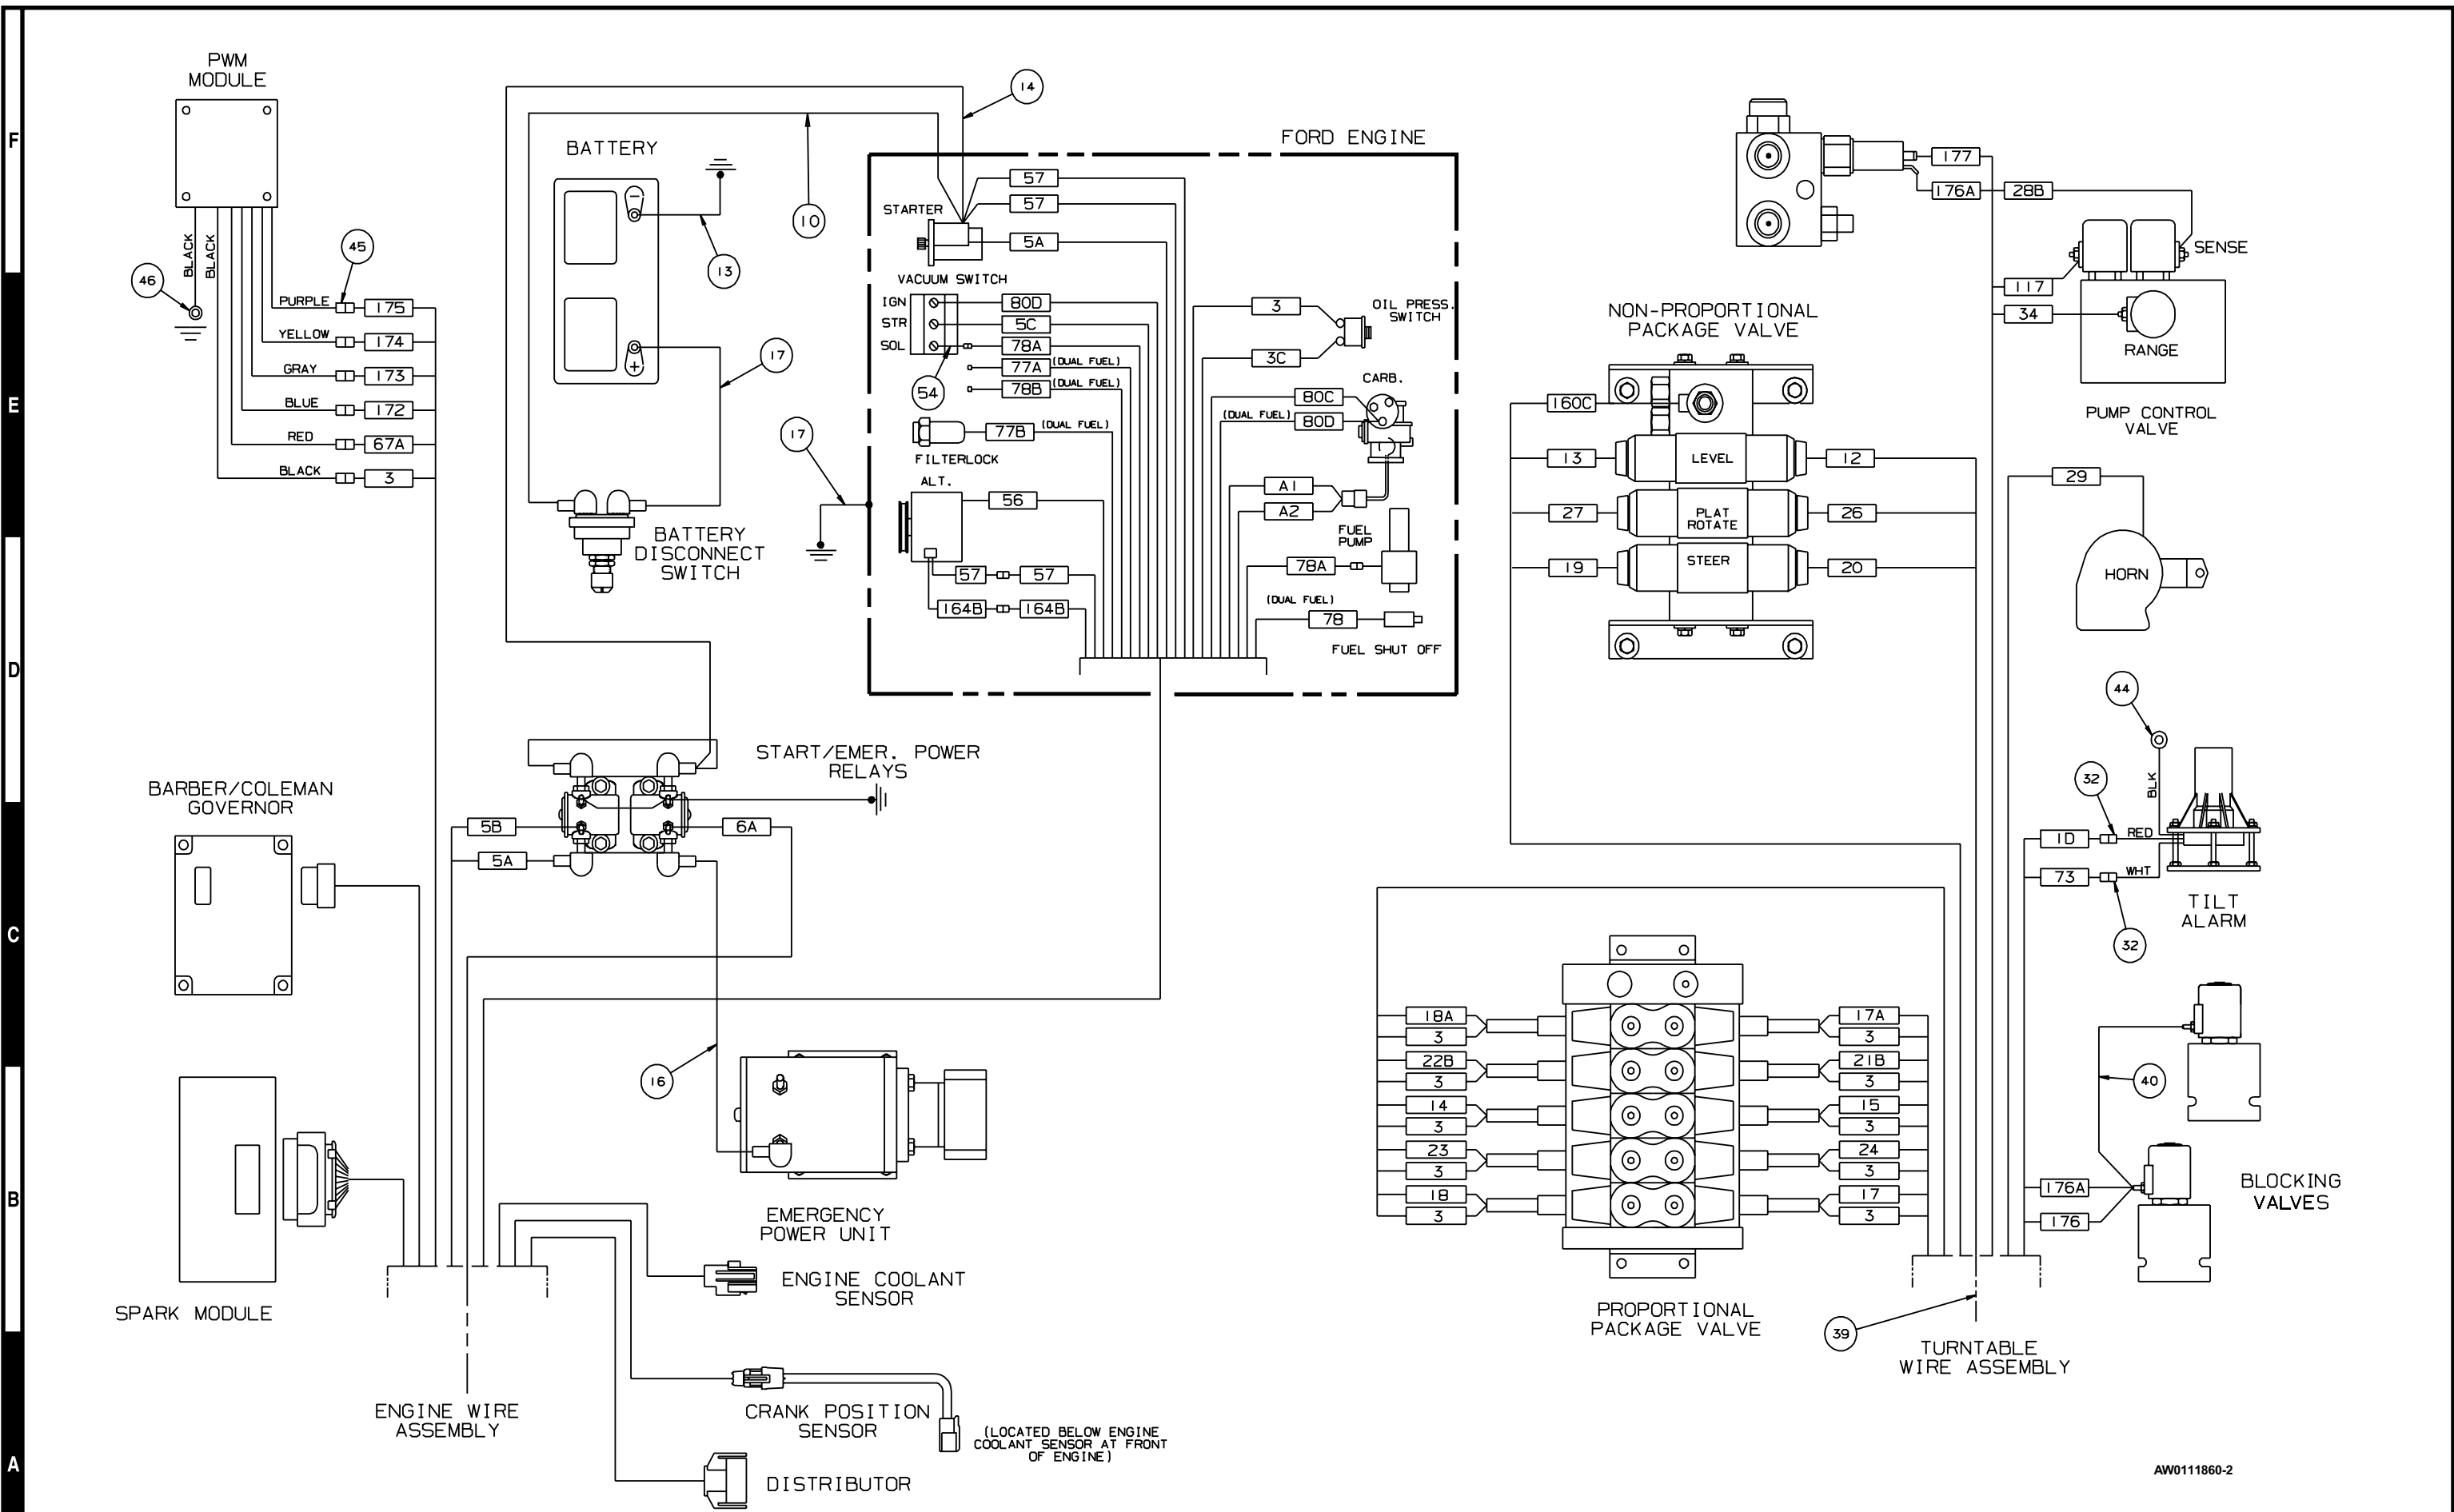 F
E
D
C
B
A
PWM
MODULE
BLACK
BLACK
46
45
PURPLE 175
YELLOW 174
GRAY 173
BLUE 172
RED 67A
BLACK 3
BATTERY
-
+
13
17
10
14
BATTERY
DISCONNECT
SWITCH
17
FORD ENGINE
57
57
STARTER
5A
VACUUM SWITCH
IGN 80D
STR 5C
SOL 78A
77A (DUAL FUEL)
78B (DUAL FUEL)
54
77B (DUAL FUEL)
FILTERLOCK
ALT.
56
57 57
164B 164B
3
OIL PRESS.
SWITCH
3C
CARB.
80C
(DUAL FUEL) 80D
A1
A2
FUEL
PUMP
78A
(DUAL FUEL)
78
FUEL SHUT OFF
177
176A 28B
SENSE
117
34
RANGE
PUMP CONTROL
VALVE
NON-PROPORTIONAL
PACKAGE VALVE
160C
13 LEVEL 12
27 PLAT
ROTATE 26
19 STEER 20
29
HORN
44
BLK
32
1D RED
73 WHT
32
TILT
ALARM
START/EMER. POWER
RELAYS
5B
6A
5A
BARBER/COLEMAN
GOVERNOR
16
EMERGENCY
POWER UNIT
SPARK MODULE
ENGINE COOLANT
SENSOR
CRANK POSITION
SENSOR
(LOCATED BELOW ENGINE
COOLANT SENSOR AT FRONT
OF ENGINE)
DISTRIBUTOR
ENGINE WIRE
ASSEMBLY
18A 17A
3 3
22B 21B
3 3
14 15
3 3
23 24
3 3
18 17
3 3
PROPORTIONAL
PACKAGE VALVE
39
TURNTABLE
WIRE ASSEMBLY
40
176A
176
BLOCKING
VALVES
AW0111860-2